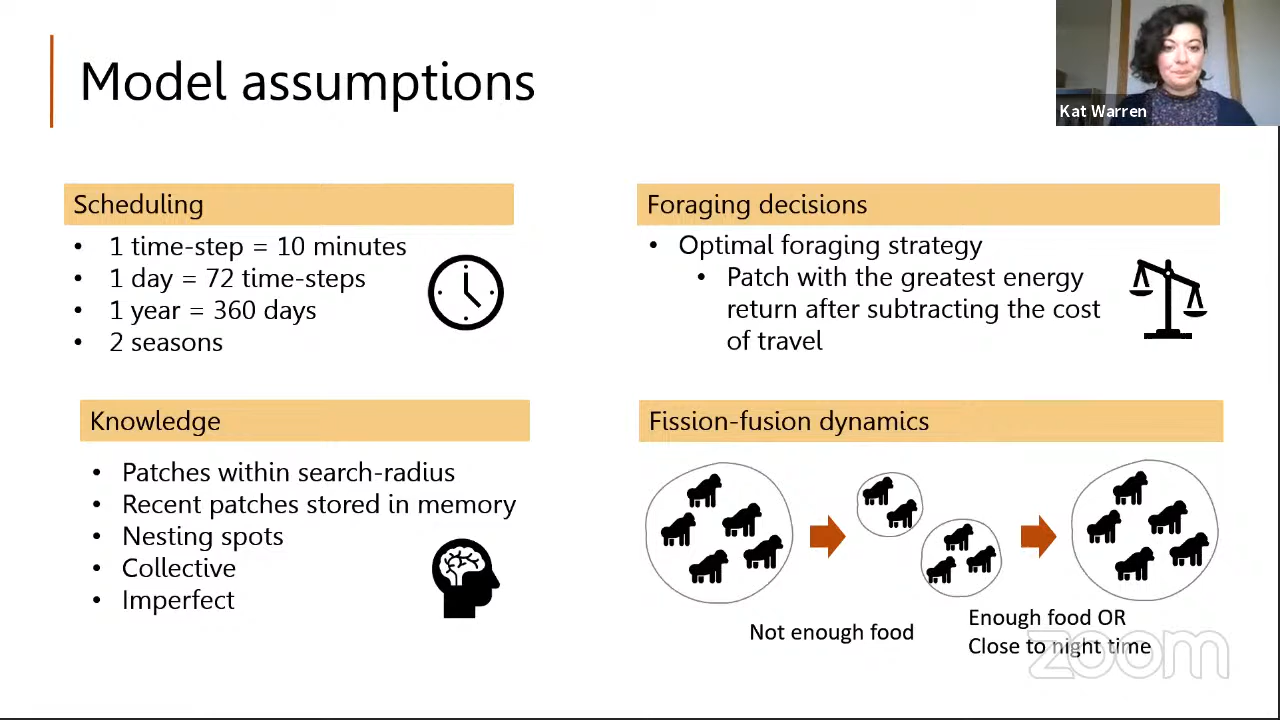 Model assumptions
Kat Warren
Scheduling
• 1 time-step = 10 minutes
• 1 day = 72 time-steps
• 1 year = 360 days
• 2 seasons
Foraging decisions
• Optimal foraging strategy
• Patch with the greatest energy
return after subtracting the cost
of travel
Knowledge
• Patches within search-radius
• Recent patches stored in memory
• Nesting spots
• Collective
• Imperfect
Fission-fusion dynamics
Not enough food
Enough food OR
Close to night time
zoom